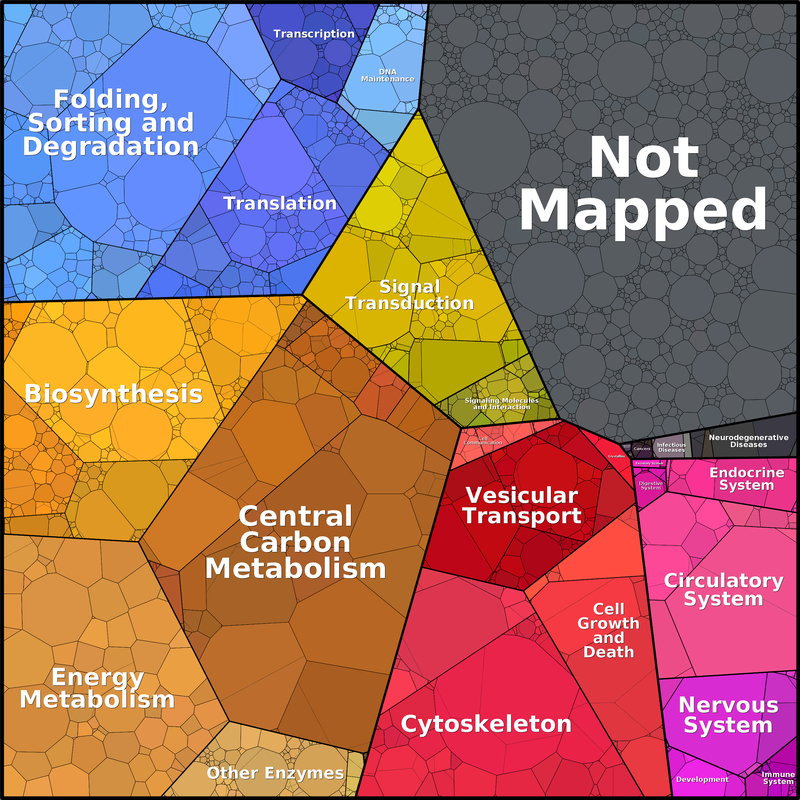 Transcription
DNA
Maintenance
Folding,
Sorting and
Degradation
Translation
Not
Mapped
Signal
Transduction
Biosynthesis
Signaling Molecules
and Interaction
Cell
Communication
Cancers
Infectious
Diseases
Neurodegenerative
Diseases
Excretory System
Digestive
System
Endocrine
System
Vesicular
Transport
Central
Carbon
Metabolism
Circulatory
System
Cell
Growth
and
Death
Energy
Metabolism
Nervous
System
Cytoskeleton
Other Enzymes
Development
Immune
System